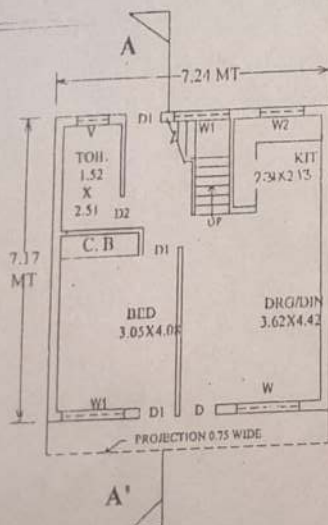 A
7.24 MT
V
D1
W1
W2
TOIL.
1.52
X
2.51
D2
KIT
UP
7.17
MT
C. B
D1
BED
3.05X4.08
DRG/DIN
3.62X4.42
W1
D1
D
W
PROJECTION 0.75 WIDE
A'